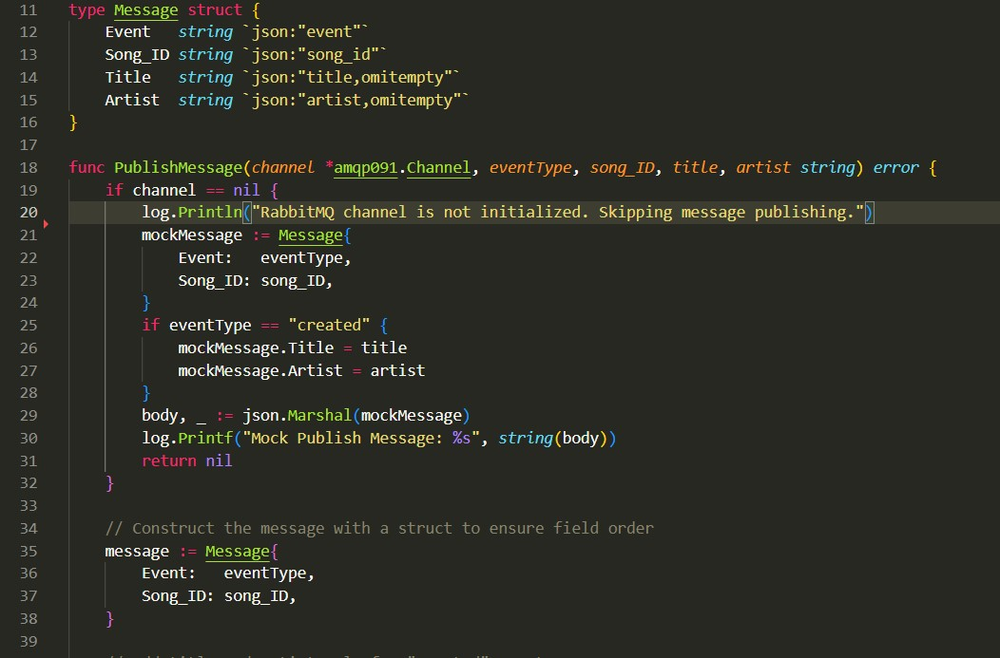 11 type Message struct {
12 Event   string `json:"event"`
13 Song_ID string `json:"song_id"`
14 Title   string `json:"title,omitempty"`
15 Artist  string `json:"artist,omitempty"`
16 }
17
18 func PublishMessage(channel *amqp091.Channel, eventType, song_ID, title, artist string) error {
19 if channel == nil {
20 log.Println("RabbitMQ channel is not initialized. Skipping message publishing.")
21 mockMessage := Message{
22 Event:   eventType,
23 Song_ID: song_ID,
24 }
25 if eventType == "created" {
26 mockMessage.Title = title
27 mockMessage.Artist = artist
28 }
29 body, _ := json.Marshal(mockMessage)
30 log.Printf("Mock Publish Message: %s", string(body))
31 return nil
32 }
33
34 // Construct the message with a struct to ensure field order
35 message := Message{
36 Event:   eventType,
37 Song_ID: song_ID,
38 }
39